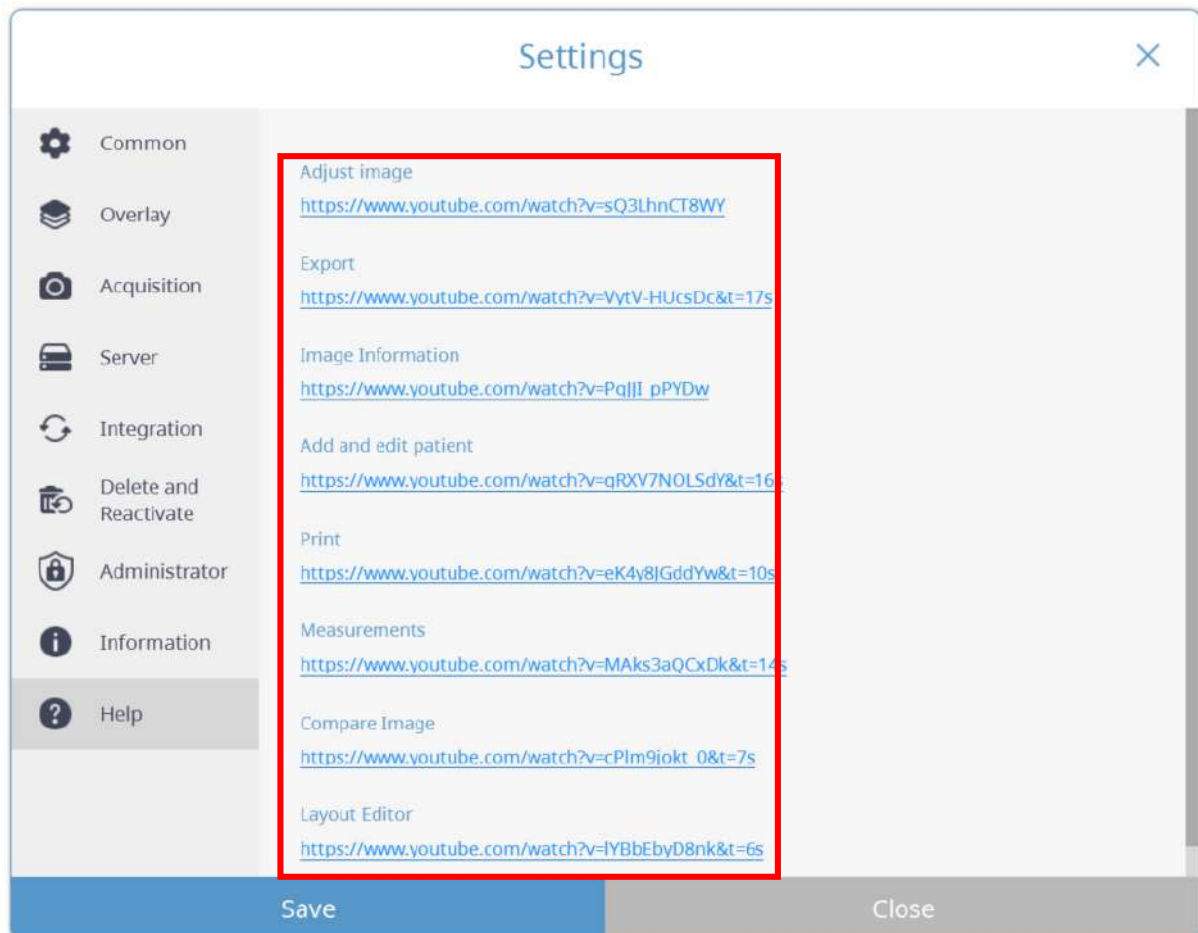 Settings
Common
Overlay
Acquisition
Server
Integration
Delete and
Reactivate
Administrator
Information
Help
Adjust image
https://www.youtube.com/watch?v=sQ3LhnCT8WY
Export
https://www.youtube.com/watch?v=VytV-HUcsDc&t=17s
Image Information
https://www.youtube.com/watch?v=PqJJI_pPYDw
Add and edit patient
https://www.youtube.com/watch?v=qRXV7NOLSdY&t=16s
Print
https://www.youtube.com/watch?v=eK4y8JGddYw&t=10s
Measurements
https://www.youtube.com/watch?v=MAks3aQCxDk&t=14s
Compare Image
https://www.youtube.com/watch?v=cPlm9jokt_0&t=7s
Layout Editor
https://www.youtube.com/watch?v=lYBbEbyD8nk&t=6s
Save
Close